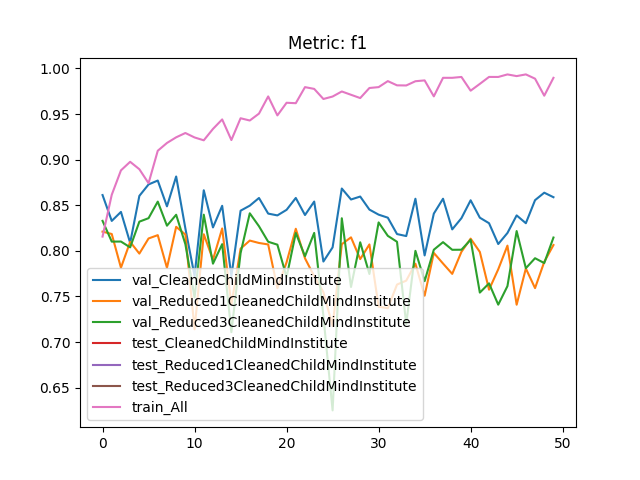 Metric: f1
1.00
0.95
0.90
0.85
0.80
0.75
0.70
0.65
val_CleanedChildMindInstitute
val_Reduced1CleanedChildMindInstitute
val_Reduced3CleanedChildMindInstitute
test_CleanedChildMindInstitute
test_Reduced1CleanedChildMindInstitute
test_Reduced3CleanedChildMindInstitute
train_All
0 10 20 30 40 50